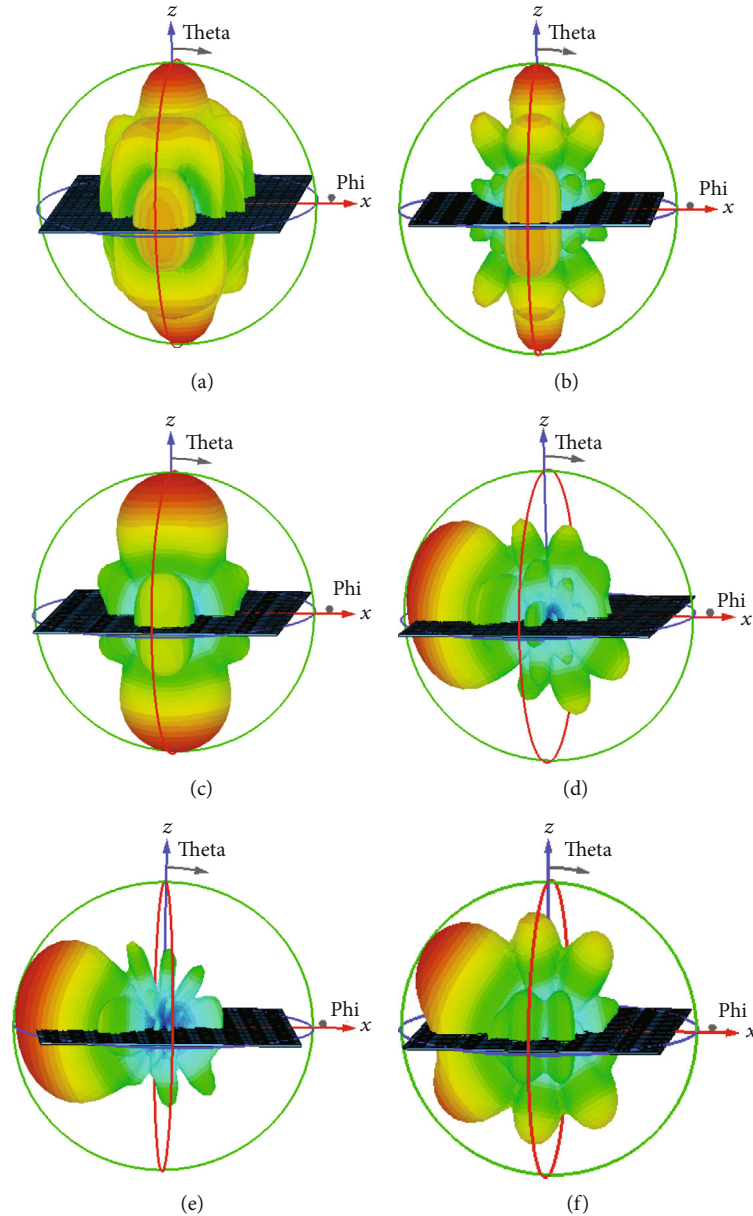 z
Theta
Phi
x
(a)
z
Theta
Phi
x
(b)
z
Theta
Phi
x
(c)
z
Theta
Phi
x
(d)
z
Theta
Phi
x
(e)
z
Theta
Phi
x
(f)